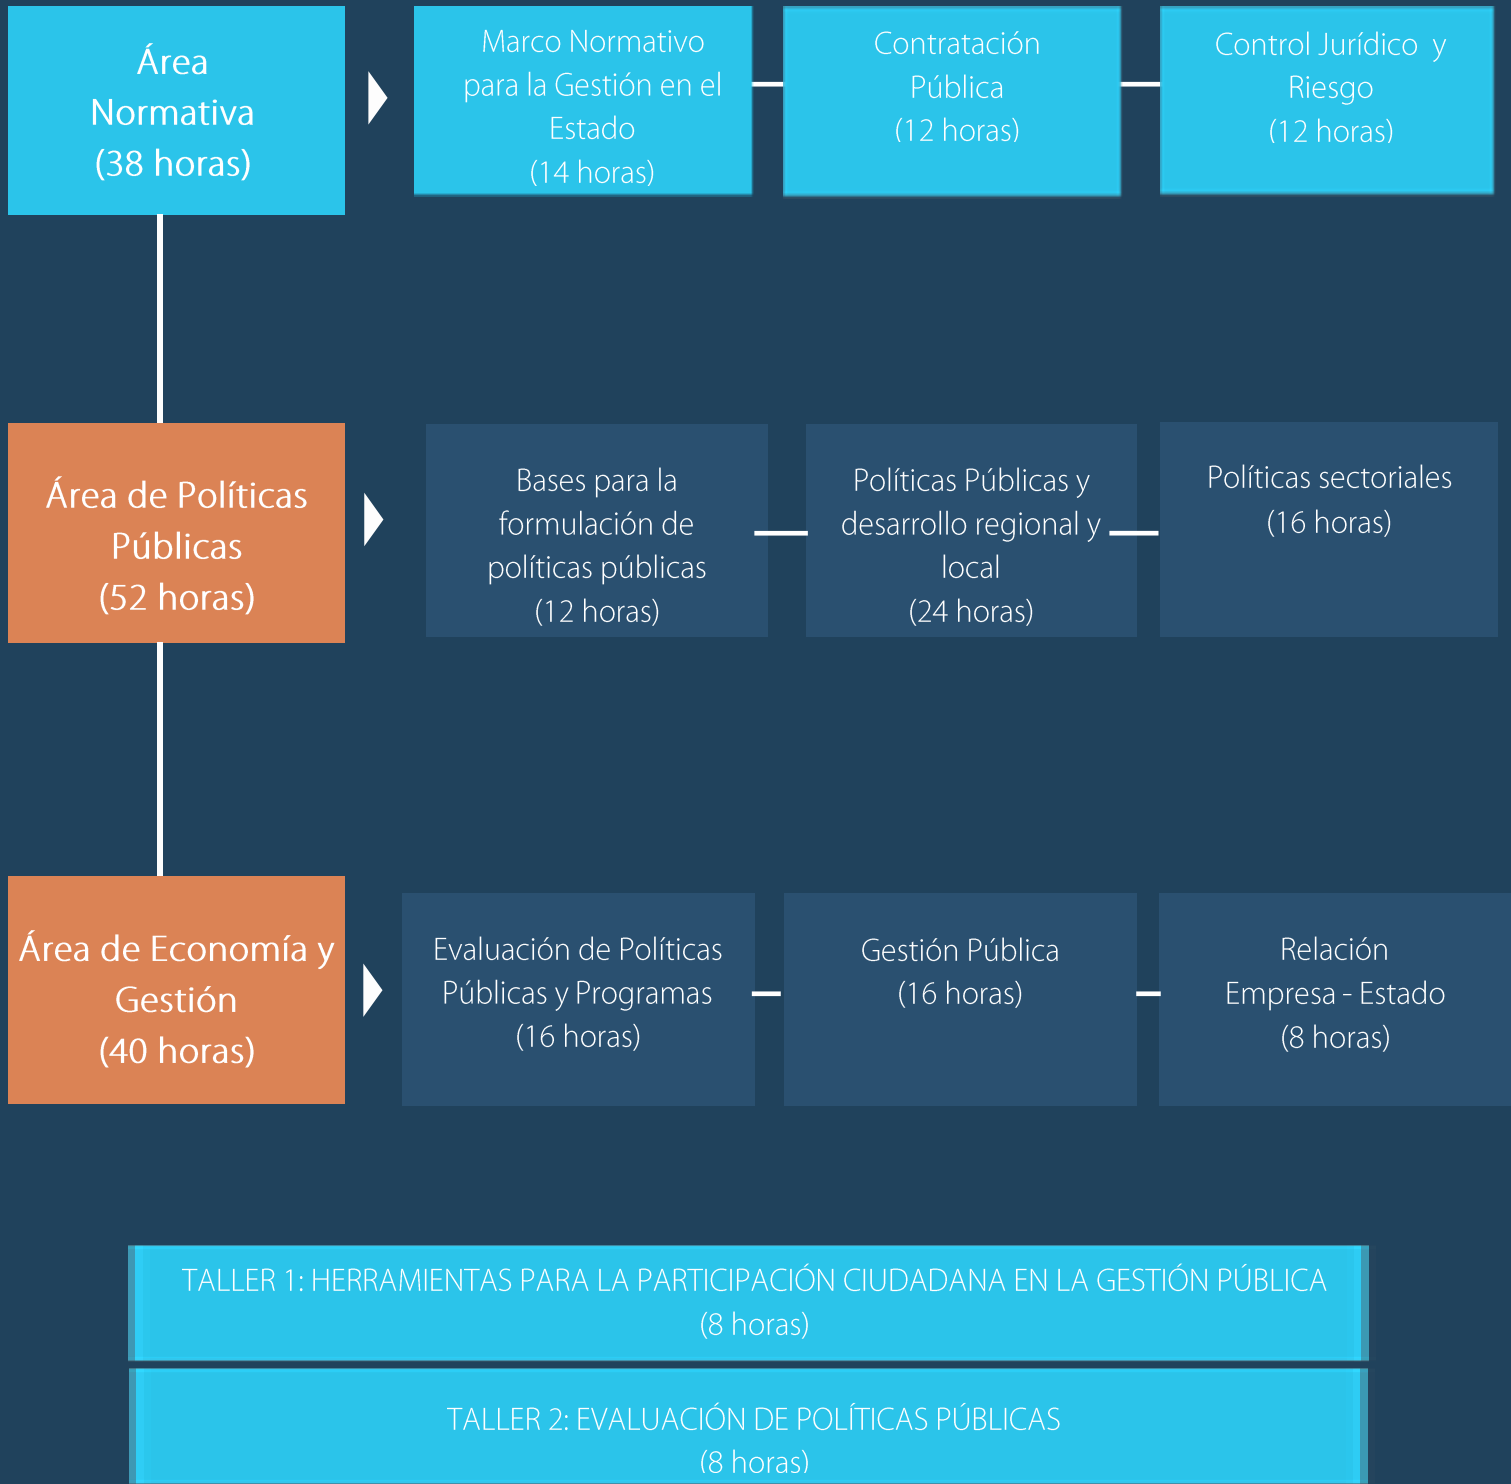 Área
Normativa
(38 horas)
Marco Normativo
para la Gestión en el
Estado
(14 horas)
Contratación
Pública
(12 horas)
Control Jurídico y
Riesgo
(12 horas)
Área de Políticas
Públicas
(52 horas)
Bases para la
formulación de
políticas públicas
(12 horas)
Políticas Públicas y
desarrollo regional y
local
(24 horas)
Políticas sectoriales
(16 horas)
Área de Economía y
Gestión
(40 horas)
Evaluación de Políticas
Públicas y Programas
(16 horas)
Gestión Pública
(16 horas)
Relación
Empresa - Estado
(8 horas)
TALLER 1: HERRAMIENTAS PARA LA PARTICIPACIÓN CIUDADANA EN LA GESTIÓN PÚBLICA
(8 horas)
TALLER 2: EVALUACIÓN DE POLÍTICAS PÚBLICAS
(8 horas)